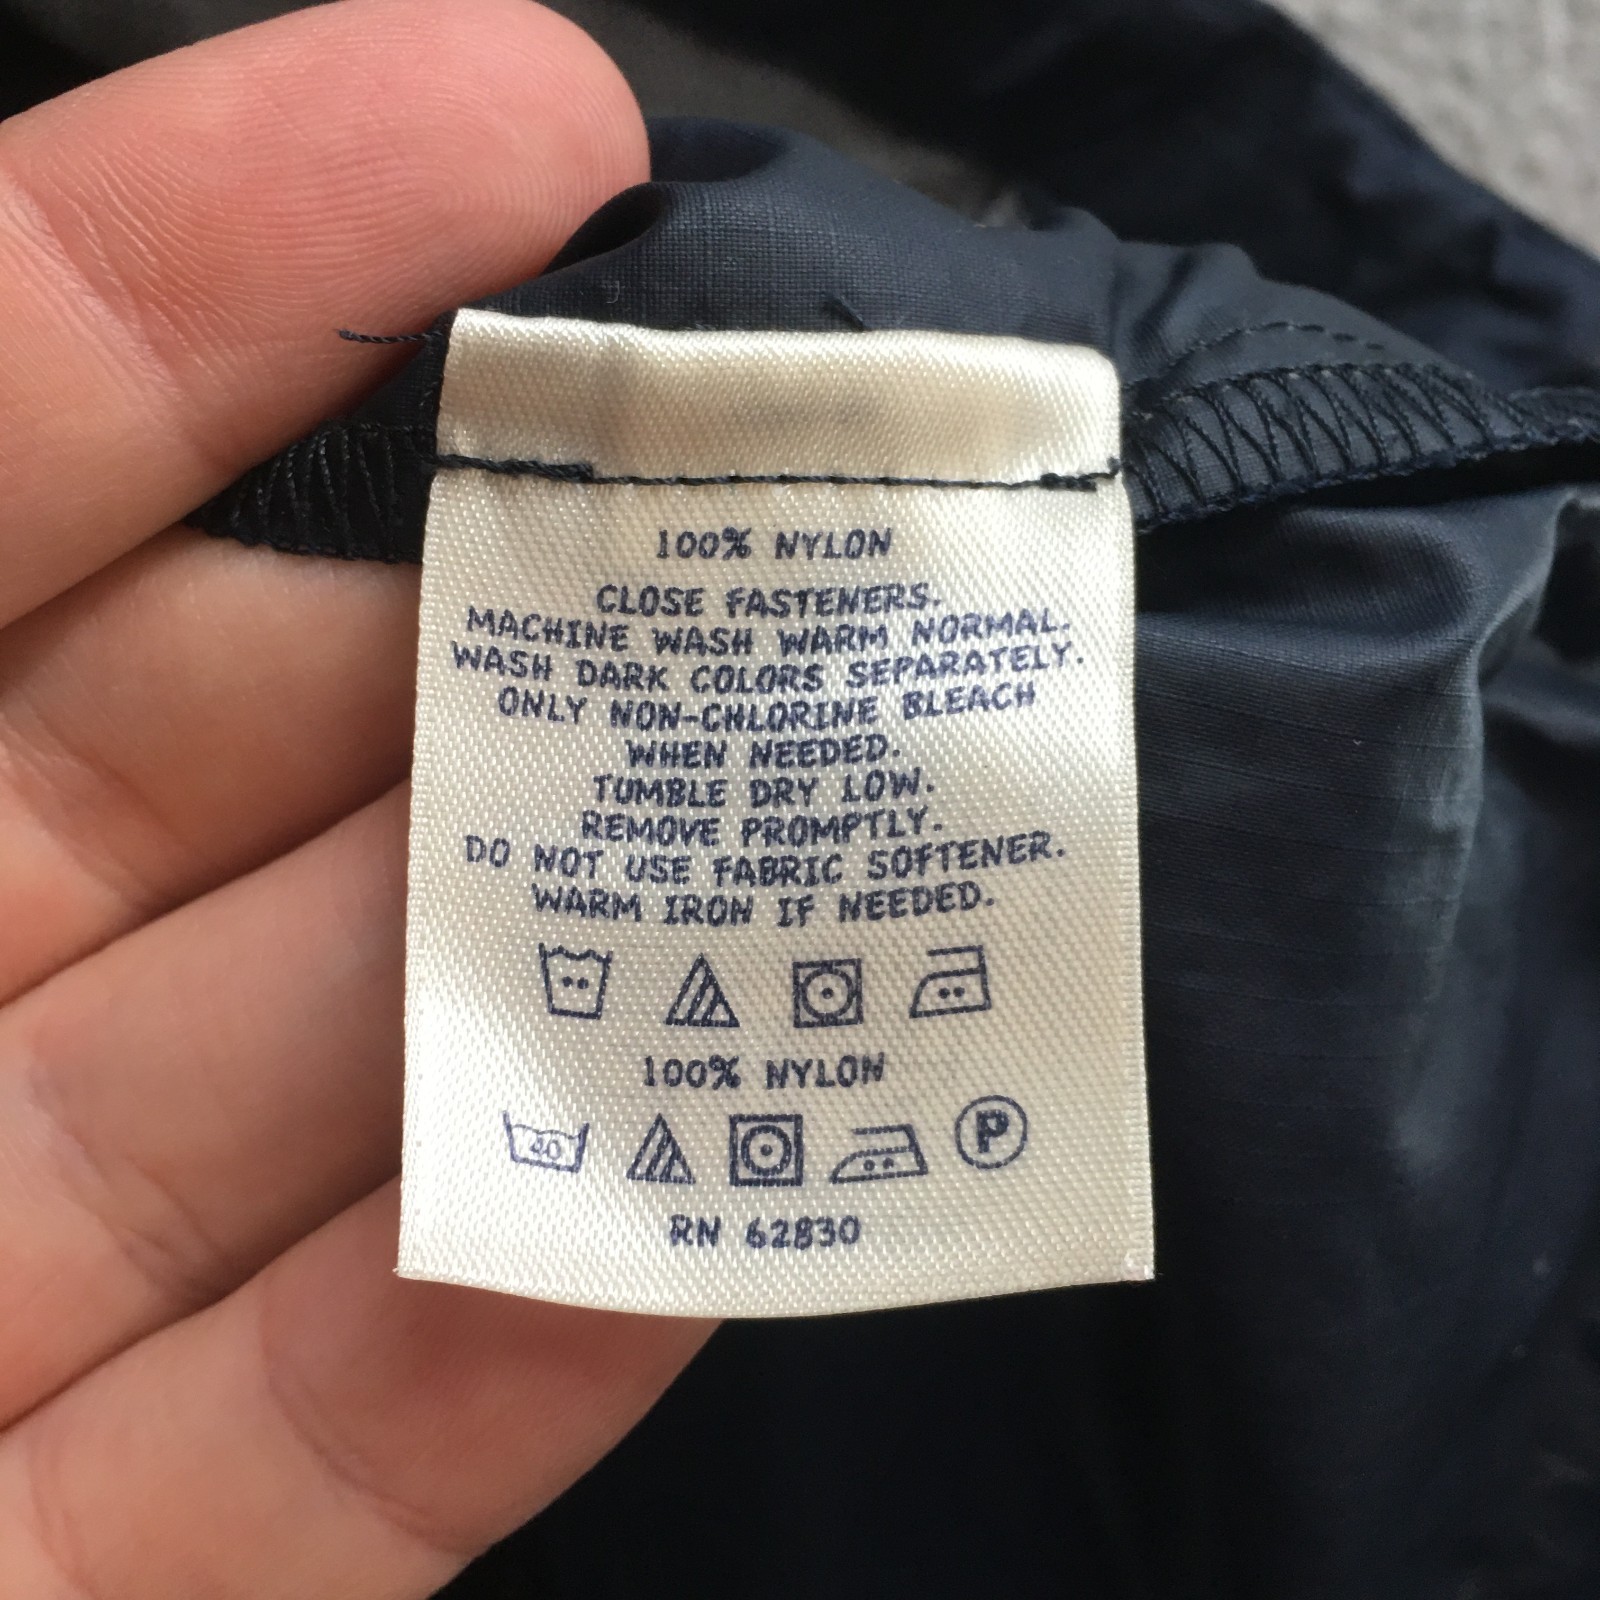 100% NYLON
CLOSE FASTENERS.
MACHINE WASH WARM NORMAL.
WASH DARK COLORS SEPARATELY.
ONLY NON-CHLORINE BLEACH
WHEN NEEDED.
TUMBLE DRY LOW.
REMOVE PROMPTLY.
DO NOT USE FABRIC SOFTENER.
WARM IRON IF NEEDED.
100% NYLON
40 P
RN 62830